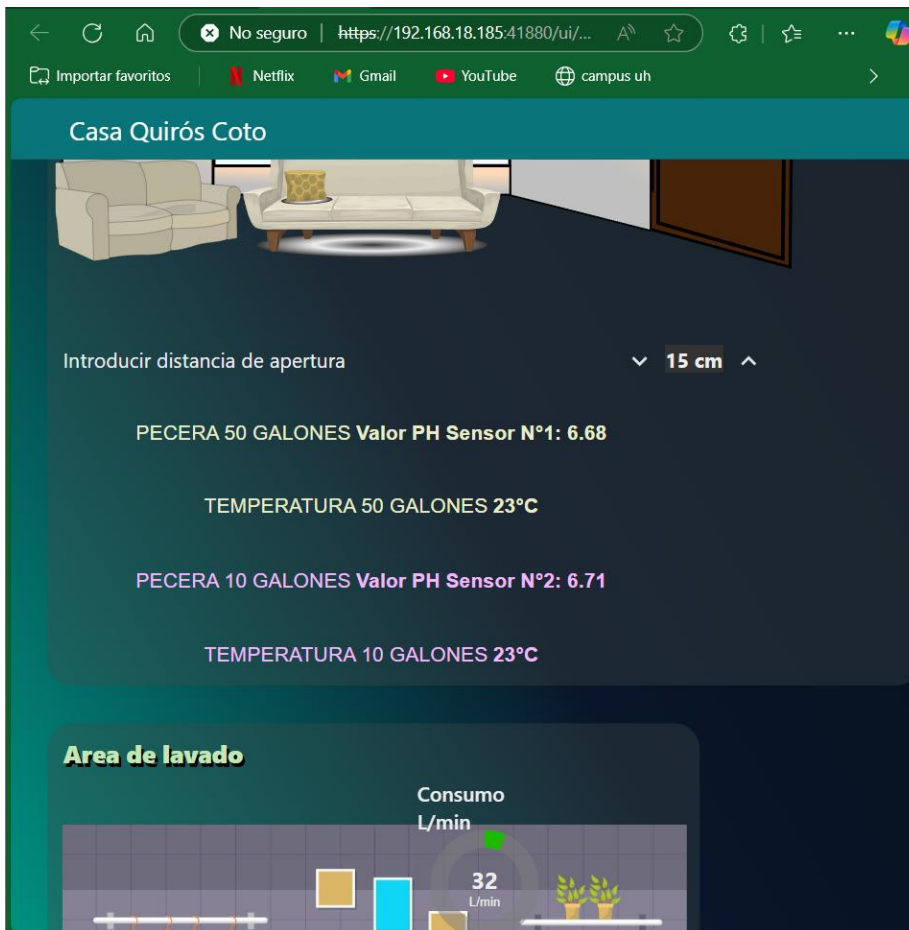 No seguro | https://192.168.18.185:41880/ui/...
Importar favoritos Netflix Gmail YouTube campus uh
Casa Quirós Coto
Introducir distancia de apertura 15 cm
PECERA 50 GALONES Valor PH Sensor N°1: 6.68
TEMPERATURA 50 GALONES 23°C
PECERA 10 GALONES Valor PH Sensor N°2: 6.71
TEMPERATURA 10 GALONES 23°C
Area de lavado
Consumo
L/min
32
L/min